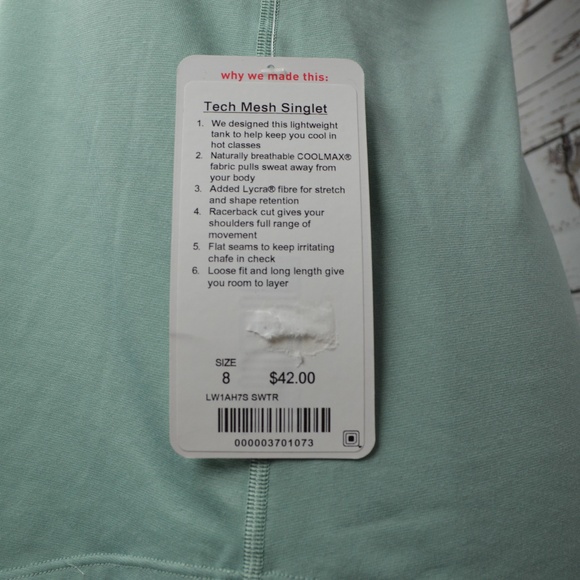 why we made this:
Tech Mesh Singlet
1. We designed this lightweight
tank to help keep you cool in
hot classes
2. Naturally breathable COOLMAX®
fabric pulls sweat away from
your body
3. Added Lycra® fibre for stretch
and shape retention
4. Racerback cut gives your
shoulders full range of
movement
5. Flat seams to keep irritating
chafe in check
6. Loose fit and long length give
you room to layer
SIZE
8 $42.00
LW1AH7S SWTR
000003701073